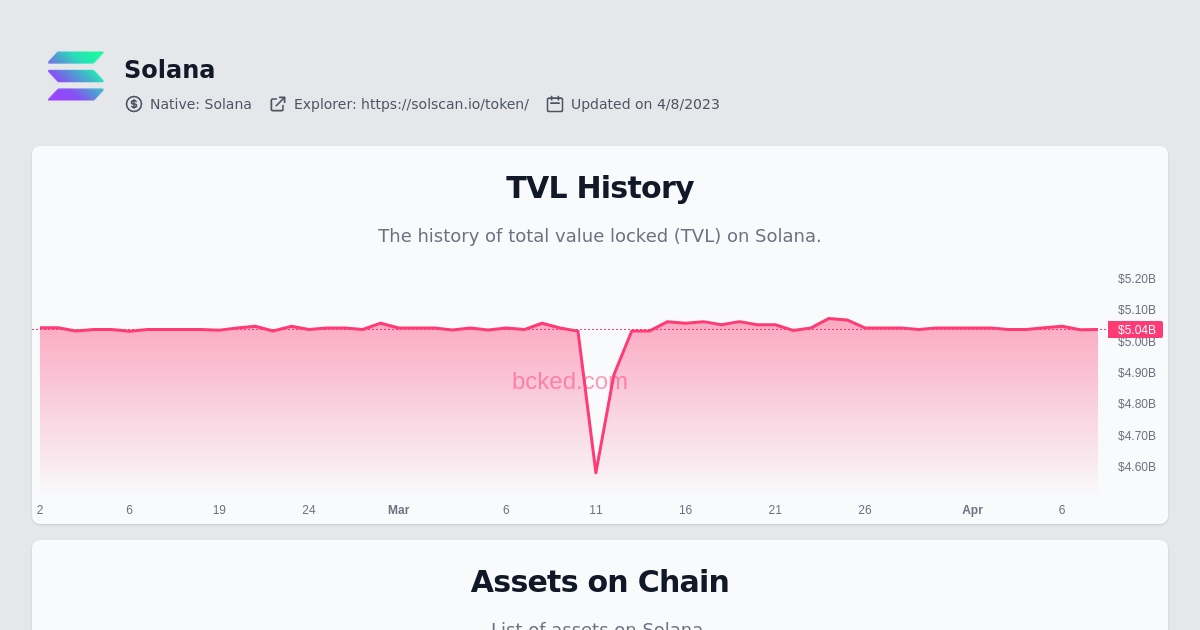 Solana
Native: Solana Explorer: https://solscan.io/token/ Updated on 4/8/2023
TVL History
The history of total value locked (TVL) on Solana.
$5.20B
$5.10B
$5.04B
$5.00B
$4.90B
bcked.com
$4.80B
$4.70B
$4.60B
2 6 19 24 Mar 6 11 16 21 26 Apr 6
Assets on Chain
List of assets on Solana.